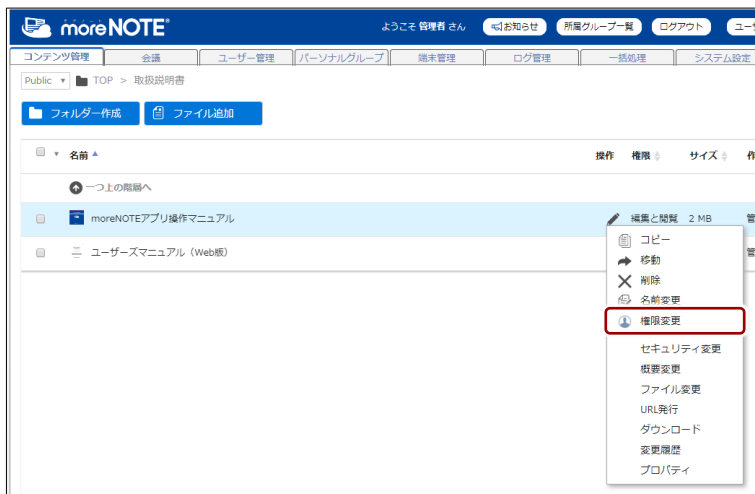 モアノート
moreNOTE®
ようこそ 管理者 さん
お知らせ
所属グループ一覧
ログアウト
コンテンツ管理
会議
ユーザー管理
パーソナルグループ
端末管理
ログ管理
一括処理
システム設定
Public ▼ TOP > 取扱説明書
フォルダー作成
ファイル追加
名前 操作 権限 サイズ
一つ上の階層へ
moreNOTEアプリ操作マニュアル 編集と閲覧 2 MB
ユーザーズマニュアル（Web版）
コピー
移動
削除
名前変更
権限変更
セキュリティ変更
概要変更
ファイル変更
URL発行
ダウンロード
変更履歴
プロパティ